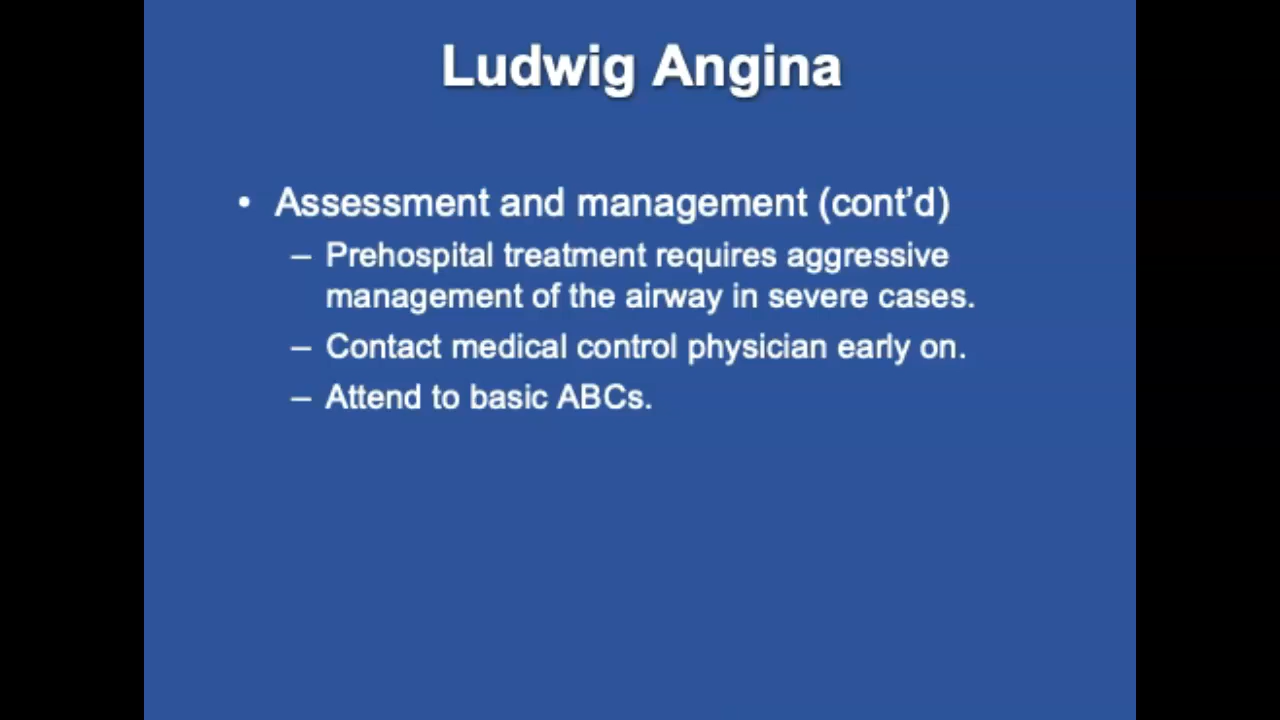 Ludwig Angina
• Assessment and management (cont’d)
– Prehospital treatment requires aggressive
management of the airway in severe cases.
– Contact medical control physician early on.
– Attend to basic ABCs.